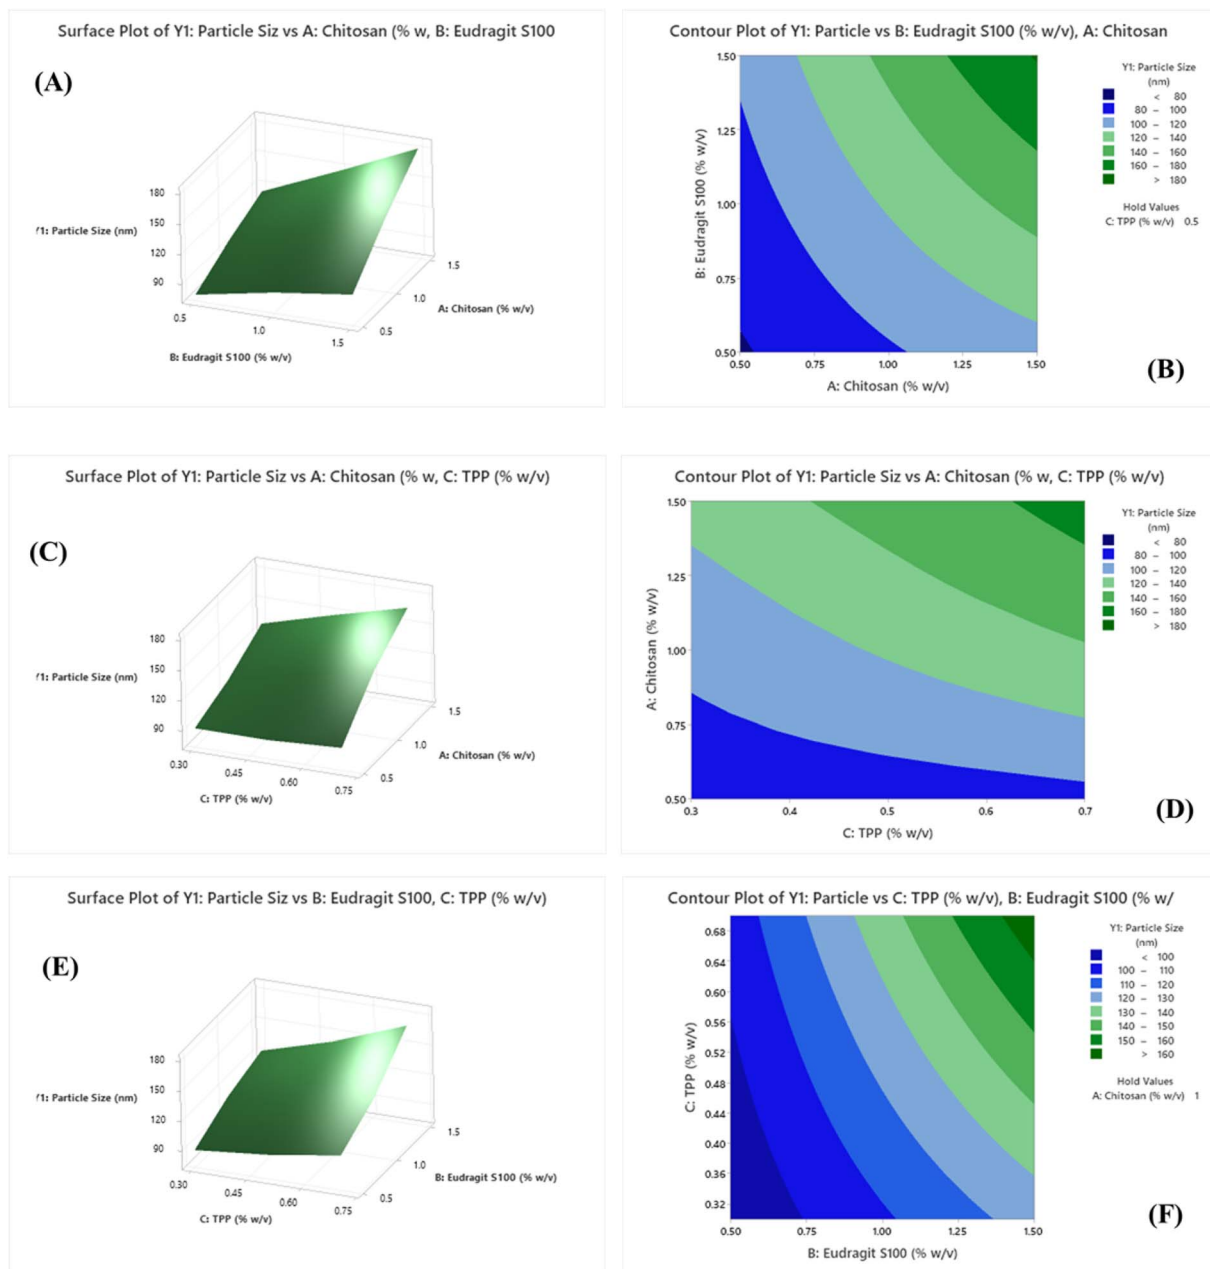 Surface Plot of Y1: Particle Siz vs A: Chitosan (% w, B: Eudragit S100
(A)
180
150
120
90
Y1: Particle Size (nm)
0.5
1.0
1.5
B: Eudragit S100 (% w/v)
0.5
1.0
1.5
A: Chitosan (% w/v)
Contour Plot of Y1: Particle vs B: Eudragit S100 (% w/v), A: Chitosan
1.50
1.25
1.00
0.75
0.50
B: Eudragit S100 (% w/v)
0.50 0.75 1.00 1.25 1.50
A: Chitosan (% w/v)
Y1: Particle Size
(nm)
< 80
80 – 100
100 – 120
120 – 140
140 – 160
160 – 180
> 180
Hold Values
C: TPP (% w/v) 0.5
(B)
Surface Plot of Y1: Particle Siz vs A: Chitosan (% w, C: TPP (% w/v)
(C)
180
150
120
90
Y1: Particle Size (nm)
0.30
0.45
0.60
0.75
C: TPP (% w/v)
0.5
1.0
1.5
A: Chitosan (% w/v)
Contour Plot of Y1: Particle Siz vs A: Chitosan (% w, C: TPP (% w/v)
1.50
1.25
1.00
0.75
0.50
A: Chitosan (% w/v)
0.3 0.4 0.5 0.6 0.7
C: TPP (% w/v)
Y1: Particle Size
(nm)
< 80
80 – 100
100 – 120
120 – 140
140 – 160
160 – 180
> 180
(D)
Surface Plot of Y1: Particle Siz vs B: Eudragit S100, C: TPP (% w/v)
(E)
180
150
120
90
Y1: Particle Size (nm)
0.30
0.45
0.60
0.75
C: TPP (% w/v)
0.5
1.0
1.5
B: Eudragit S100 (% w/v)
Contour Plot of Y1: Particle vs C: TPP (% w/v), B: Eudragit S100 (% w/
0.68
0.64
0.60
0.56
0.52
0.48
0.44
0.40
0.36
0.32
C: TPP (% w/v)
0.50 0.75 1.00 1.25 1.50
B: Eudragit S100 (% w/v)
Y1: Particle Size
(nm)
< 100
100 – 110
110 – 120
120 – 130
130 – 140
140 – 150
150 – 160
> 160
Hold Values
A: Chitosan (% w/v) 1
(F)